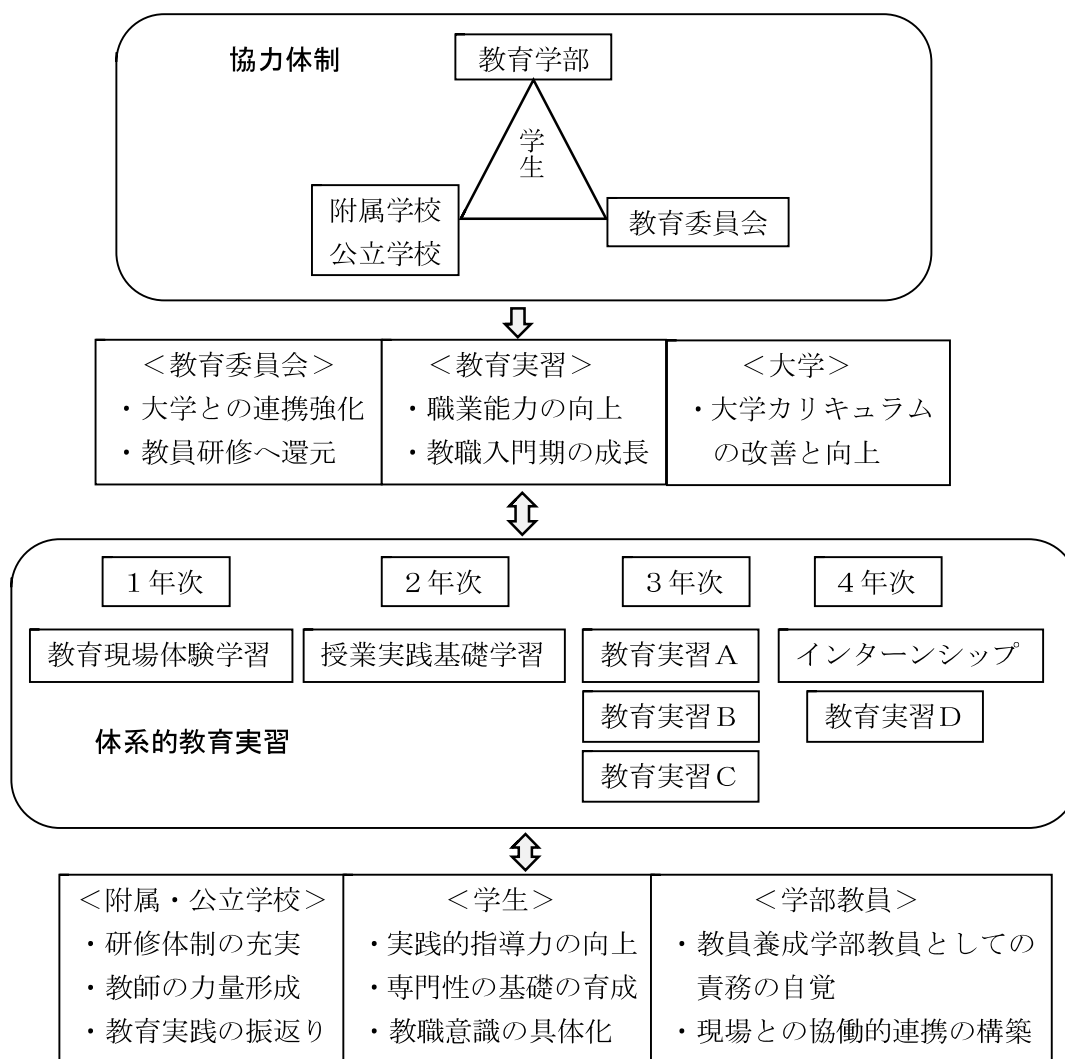 協力体制
教育学部
学生
附属学校
公立学校
教育委員会
＜教育委員会＞
・大学との連携強化
・教員研修へ還元
＜教育実習＞
・職業能力の向上
・教職入門期の成長
＜大学＞
・大学カリキュラム
の改善と向上
１年次
２年次
３年次
４年次
教育現場体験学習
授業実践基礎学習
教育実習Ａ
インターンシップ
教育実習Ｂ
教育実習Ｄ
体系的教育実習
教育実習Ｃ
＜附属・公立学校＞
・研修体制の充実
・教師の力量形成
・教育実践の振返り
＜学生＞
・実践的指導力の向上
・専門性の基礎の育成
・教職意識の具体化
＜学部教員＞
・教員養成学部教員としての
責務の自覚
・現場との協働的連携の構築